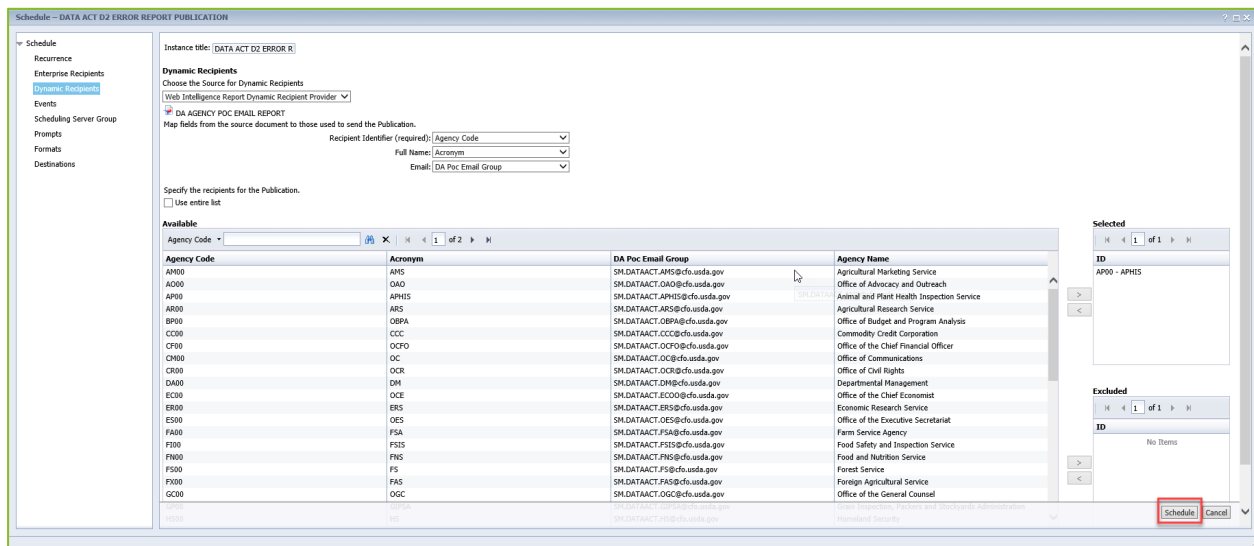 Schedule – DATA ACT D2 ERROR REPORT PUBLICATION
Schedule
Recurrence
Enterprise Recipients
Dynamic Recipients
Events
Scheduling Server Group
Prompts
Formats
Destinations
Instance title: DATA ACT D2 ERROR R
Dynamic Recipients
Choose the Source for Dynamic Recipients
Web Intelligence Report Dynamic Recipient Provider
DA AGENCY POC EMAIL REPORT
Map fields from the source document to those used to send the Publication.
Recipient Identifier (required): Agency Code
Full Name: Acronym
Email: DA Poc Email Group
Specify the recipients for the Publication.
Use entire list
Available
Agency Code 1 of 2
Agency Code Acronym DA Poc Email Group Agency Name
AM00 AMS SM.DATAACT.AMS@cfo.usda.gov Agricultural Marketing Service
AO00 OAO SM.DATAACT.OAO@cfo.usda.gov Office of Advocacy and Outreach
AP00 APHIS SM.DATAACT.APHIS@cfo.usda.gov Animal and Plant Health Inspection Service
AR00 ARS SM.DATAACT.ARS@cfo.usda.gov Agricultural Research Service
BP00 OBPA SM.DATAACT.OBPA@cfo.usda.gov Office of Budget and Program Analysis
CC00 CCC SM.DATAACT.CCC@cfo.usda.gov Commodity Credit Corporation
CF00 OCFO SM.DATAACT.OCFO@cfo.usda.gov Office of the Chief Financial Officer
CM00 OC SM.DATAACT.OC@cfo.usda.gov Office of Communications
CR00 OCR SM.DATAACT.OCR@cfo.usda.gov Office of Civil Rights
DA00 DM SM.DATAACT.DM@cfo.usda.gov Departmental Management
EC00 OCE SM.DATAACT.ECOO@cfo.usda.gov Office of the Chief Economist
ER00 ERS SM.DATAACT.ERS@cfo.usda.gov Economic Research Service
ES00 OES SM.DATAACT.OES@cfo.usda.gov Office of the Executive Secretariat
FA00 FSA SM.DATAACT.FSA@cfo.usda.gov Farm Service Agency
FI00 FSIS SM.DATAACT.FSIS@cfo.usda.gov Food Safety and Inspection Service
FN00 FNS SM.DATAACT.FNS@cfo.usda.gov Food and Nutrition Service
FS00 FS SM.DATAACT.FS@cfo.usda.gov Forest Service
FX00 FAS SM.DATAACT.FAS@cfo.usda.gov Foreign Agricultural Service
GC00 OGC SM.DATAACT.OGC@cfo.usda.gov Office of the General Counsel
GP00 GIPSA SM.DATAACT.GIPSA@cfo.usda.gov Grain Inspection, Packers and Stockyards Administration
HS00 HS SM.DATAACT.HS@cfo.usda.gov Homeland Security
Selected
1 of 1
ID
AP00 - APHIS
>
<
Excluded
1 of 1
ID
No Items
>
<
Schedule Cancel